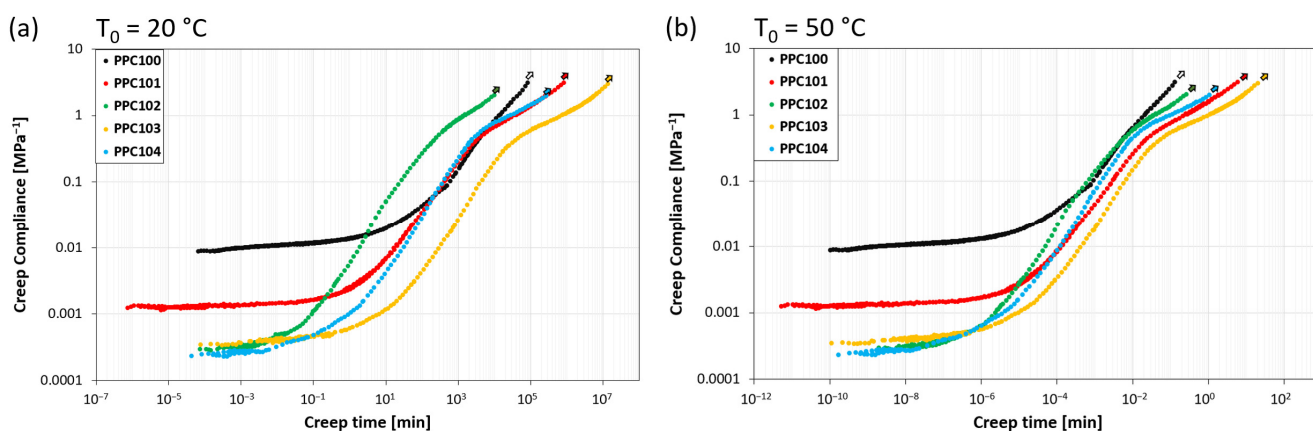 (a) T₀ = 20 °C
Creep Compliance [MPa⁻¹]
10
1
0.1
0.01
0.001
0.0001
PPC100
PPC101
PPC102
PPC103
PPC104
10⁻⁷ 10⁻⁵ 10⁻³ 10⁻¹ 10¹ 10³ 10⁵ 10⁷
Creep time [min]
(b) T₀ = 50 °C
Creep Compliance [MPa⁻¹]
10
1
0.1
0.01
0.001
0.0001
PPC100
PPC101
PPC102
PPC103
PPC104
10⁻¹² 10⁻¹⁰ 10⁻⁸ 10⁻⁶ 10⁻⁴ 10⁻² 10⁰ 10²
Creep time [min]